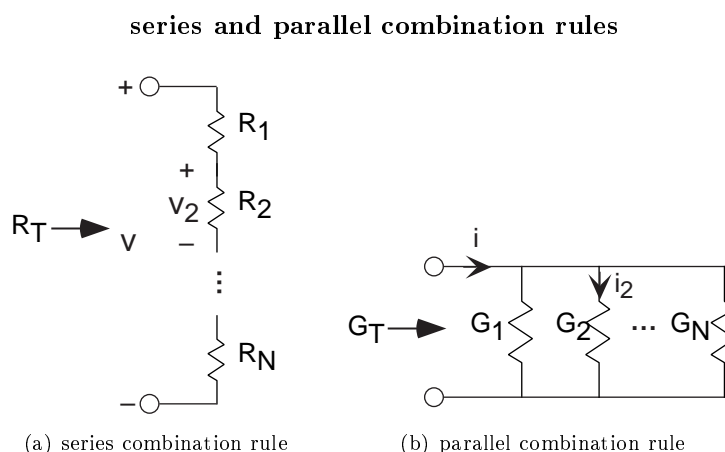 series and parallel combination rules
+
R1
+
v2
R2
RT
v
–
...
RN
–
(a) series combination rule
i
i2
GT
G1
G2
...
GN
(b) parallel combination rule